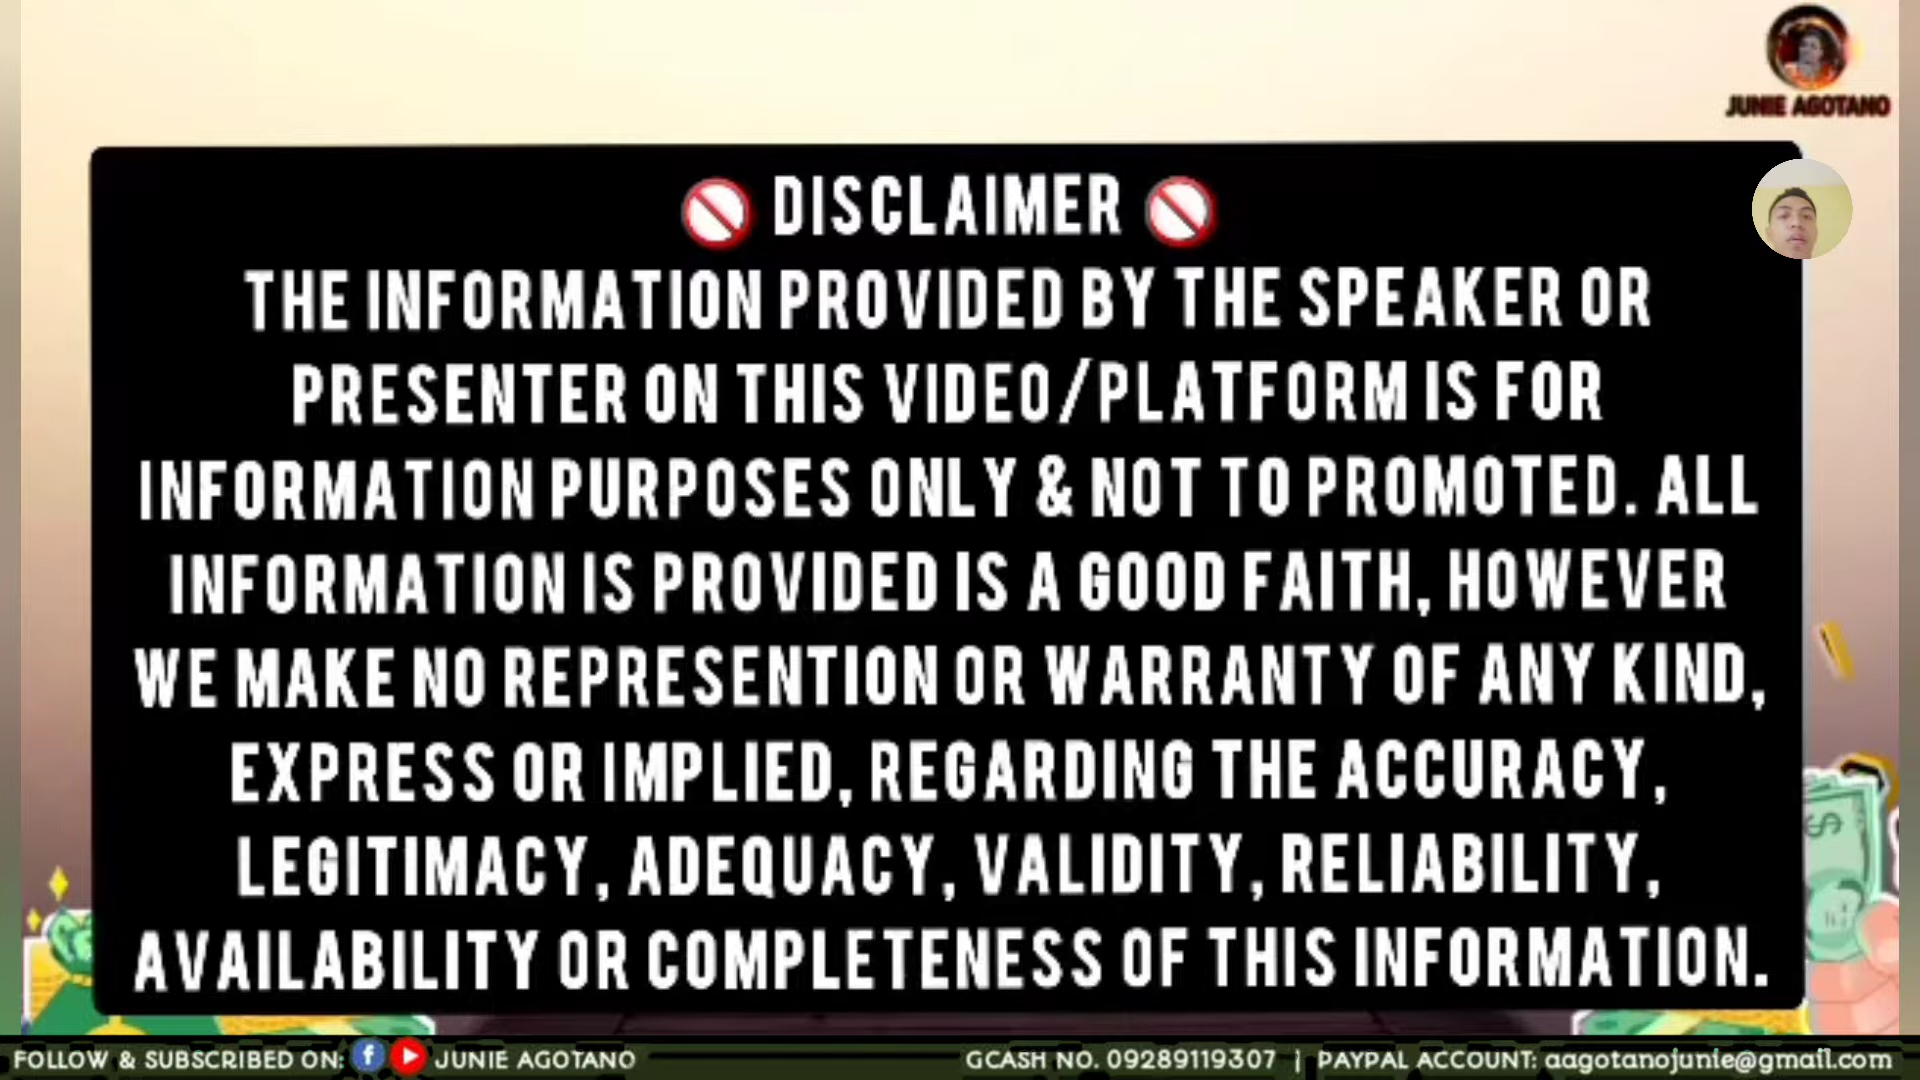 JUNIE AGOTANO
DISCLAIMER
THE INFORMATION PROVIDED BY THE SPEAKER OR
PRESENTER ON THIS VIDEO/PLATFORM IS FOR
INFORMATION PURPOSES ONLY & NOT TO PROMOTED. ALL
INFORMATION IS PROVIDED IS A GOOD FAITH, HOWEVER
WE MAKE NO REPRESENTION OR WARRANTY OF ANY KIND,
EXPRESS OR IMPLIED, REGARDING THE ACCURACY,
LEGITIMACY, ADEQUACY, VALIDITY, RELIABILITY,
AVAILABILITY OR COMPLETENESS OF THIS INFORMATION.
FOLLOW & SUBSCRIBED ON: JUNIE AGOTANO GCASH NO. 09289119307 | PAYPAL ACCOUNT: aagotanojunie@gmail.com